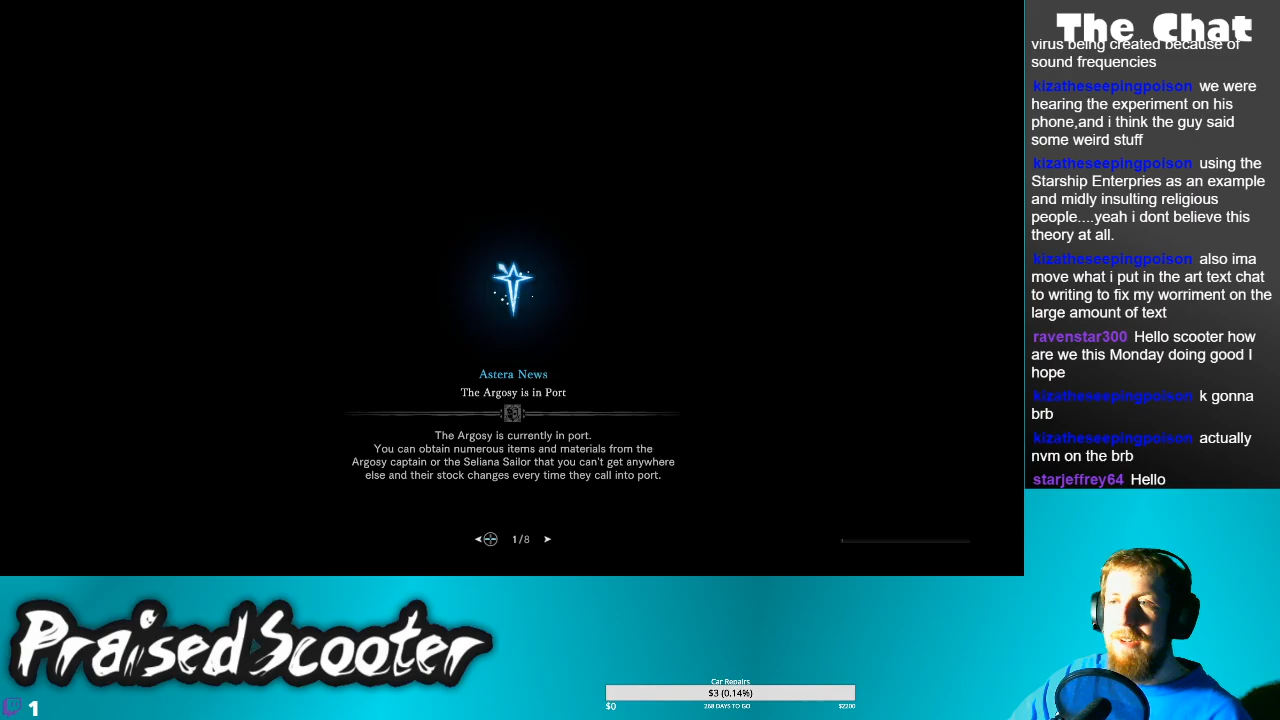 The Chat
virus being created because of
sound frequencies
kizatheseepingpoison we were
hearing the experiment on his
phone,and i think the guy said
some weird stuff
kizatheseepingpoison using the
Starship Enterpries as an example
and midly insulting religious
people....yeah i dont believe this
theory at all.
kizatheseepingpoison also ima
move what i put in the art text chat
to writing to fix my worriment on the
large amount of text
ravenstar300 Hello scooter how
are we this Monday doing good I
hope
kizatheseepingpoison k gonna
brb
kizatheseepingpoison actually
nvm on the brb
starjeffrey64 Hello
Astera News
The Argosy is in Port
The Argosy is currently in port.
You can obtain numerous items and materials from the
Argosy captain or the Seliana Sailor that you can't get anywhere
else and their stock changes every time they call into port.
1/8
PraisedScooter
1
Car Repairs
$3 (0.14%)
$0 268 DAYS TO GO $2200